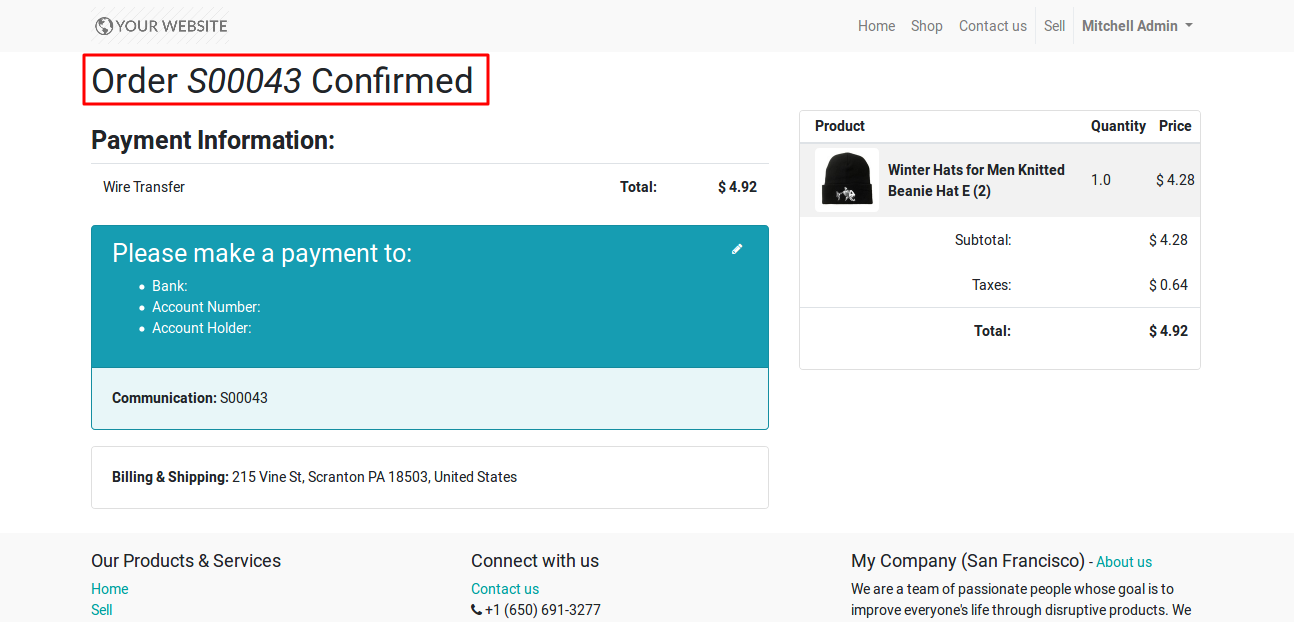 YOUR WEBSITE
Home Shop Contact us Sell Mitchell Admin
Order S00043 Confirmed
Payment Information:
Wire Transfer Total: $ 4.92
Please make a payment to:
Bank:
Account Number:
Account Holder:
Communication: S00043
Billing & Shipping: 215 Vine St, Scranton PA 18503, United States
Product Quantity Price
Winter Hats for Men Knitted
Beanie Hat E (2) 1.0 $ 4.28
Subtotal: $ 4.28
Taxes: $ 0.64
Total: $ 4.92
Our Products & Services
Home
Sell
Connect with us
Contact us
+1 (650) 691-3277
My Company (San Francisco) - About us
We are a team of passionate people whose goal is to
improve everyone's life through disruptive products. We